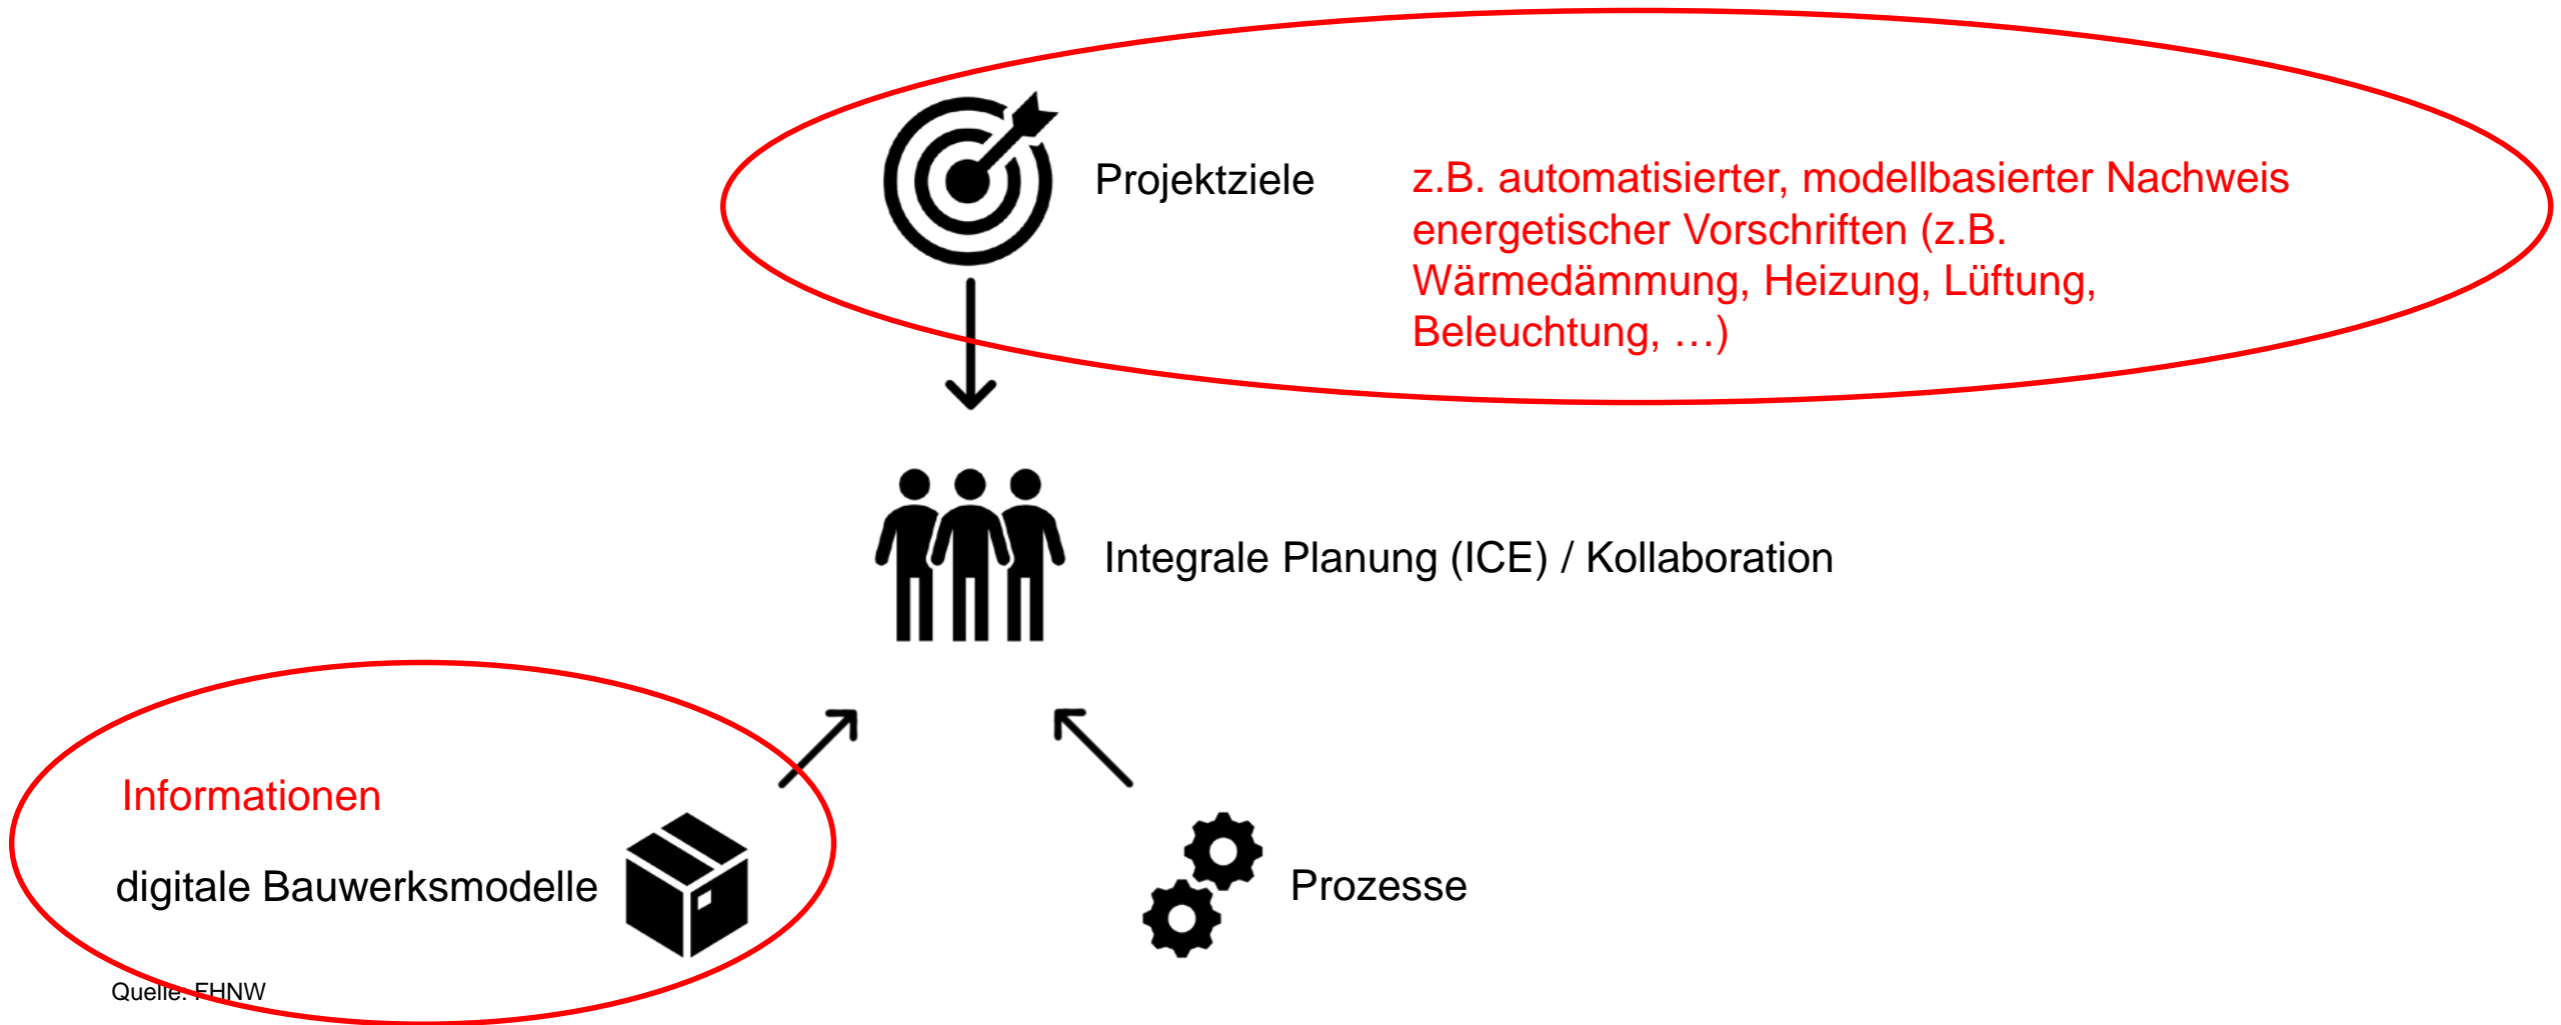 Projektziele
z.B. automatisierter, modellbasierter Nachweis
energetischer Vorschriften (z.B.
Wärmedämmung, Heizung, Lüftung,
Beleuchtung, …)
Integrale Planung (ICE) / Kollaboration
Informationen
digitale Bauwerksmodelle
Prozesse
Quelle: FHNW